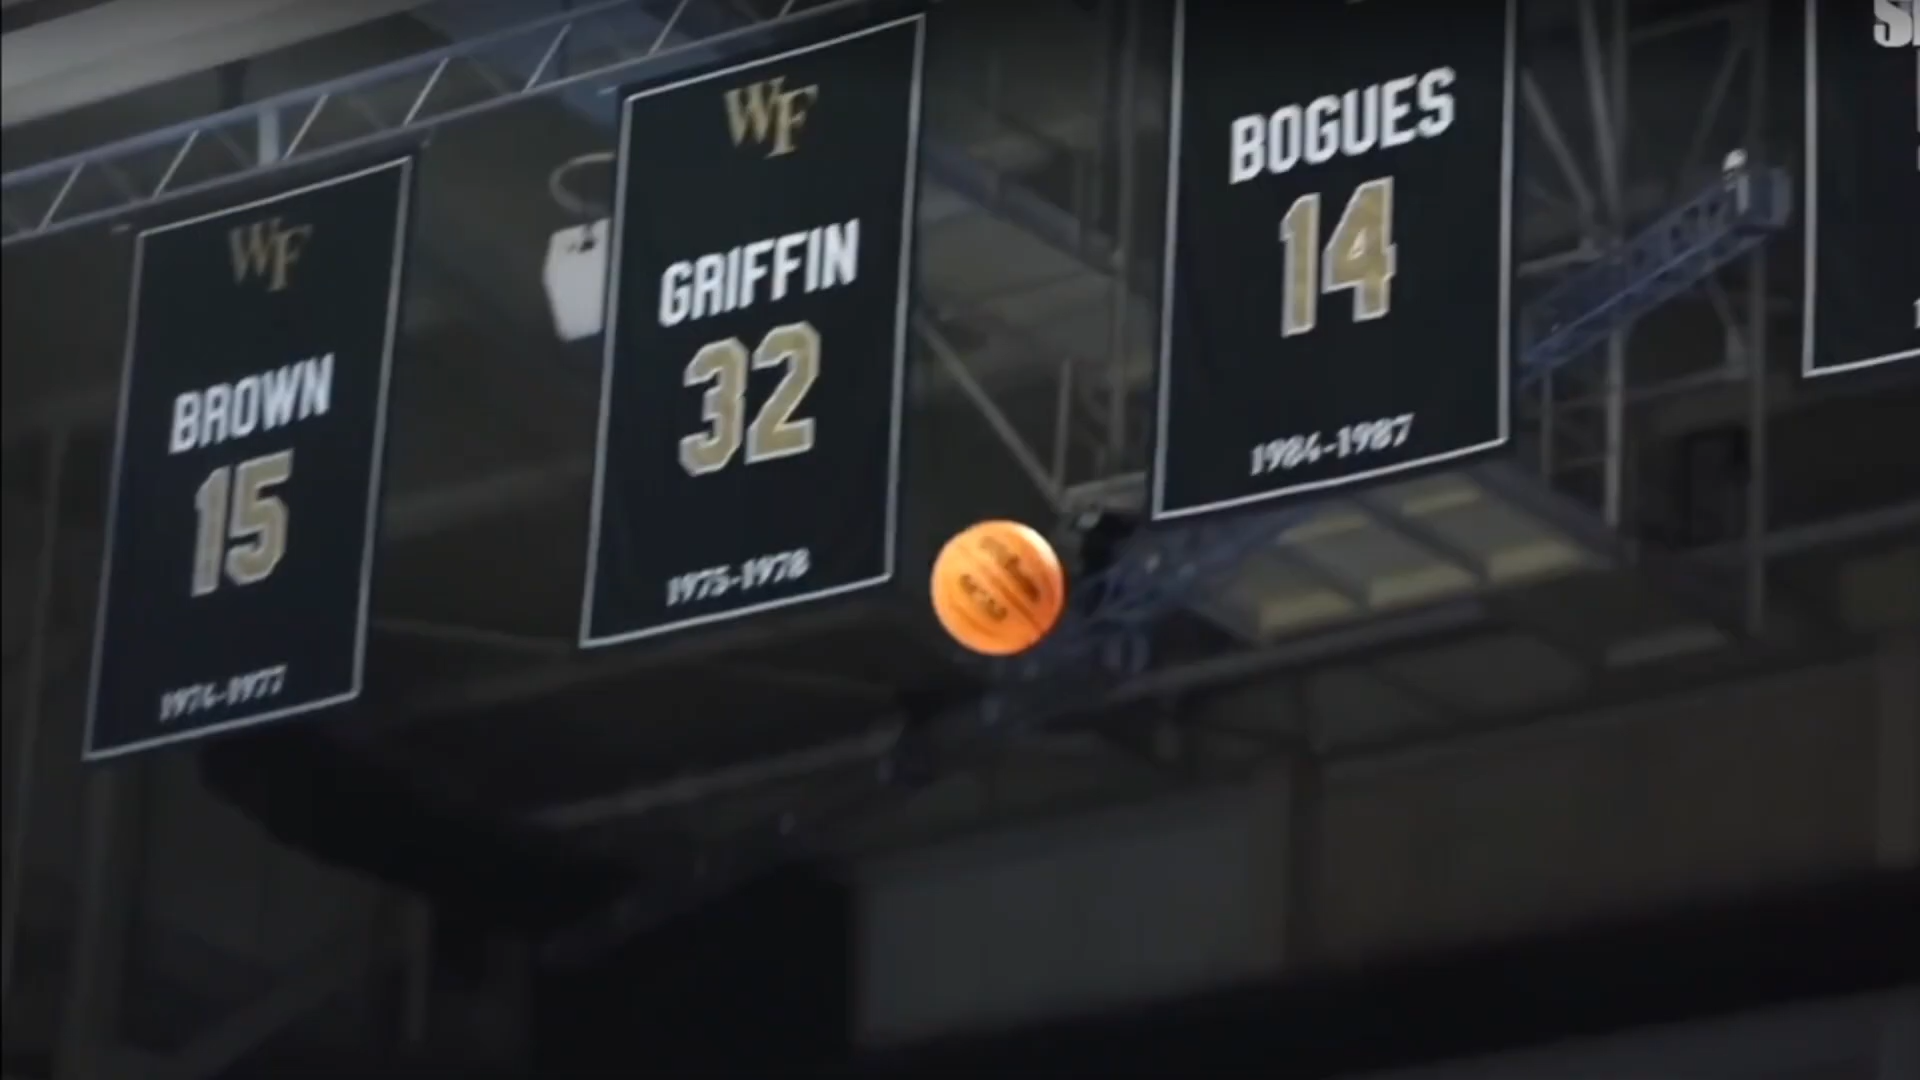 WF
BROWN
15
1974-1977
WF
GRIFFIN
32
1975-1978
BOGUES
14
1984-1987